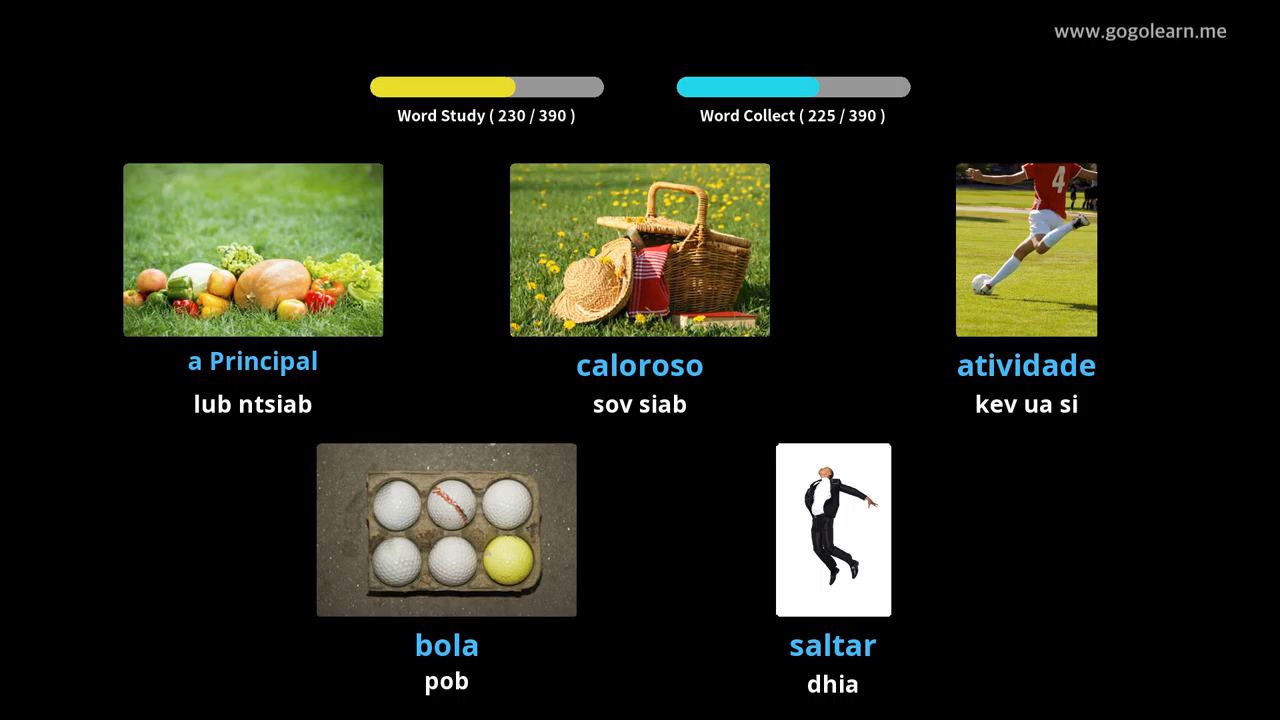 www.gogolearn.me
Word Study ( 230 / 390 )
Word Collect ( 225 / 390 )
a Principal
lub ntsiab
caloroso
sov siab
atividade
kev ua si
4
bola
pob
saltar
dhia